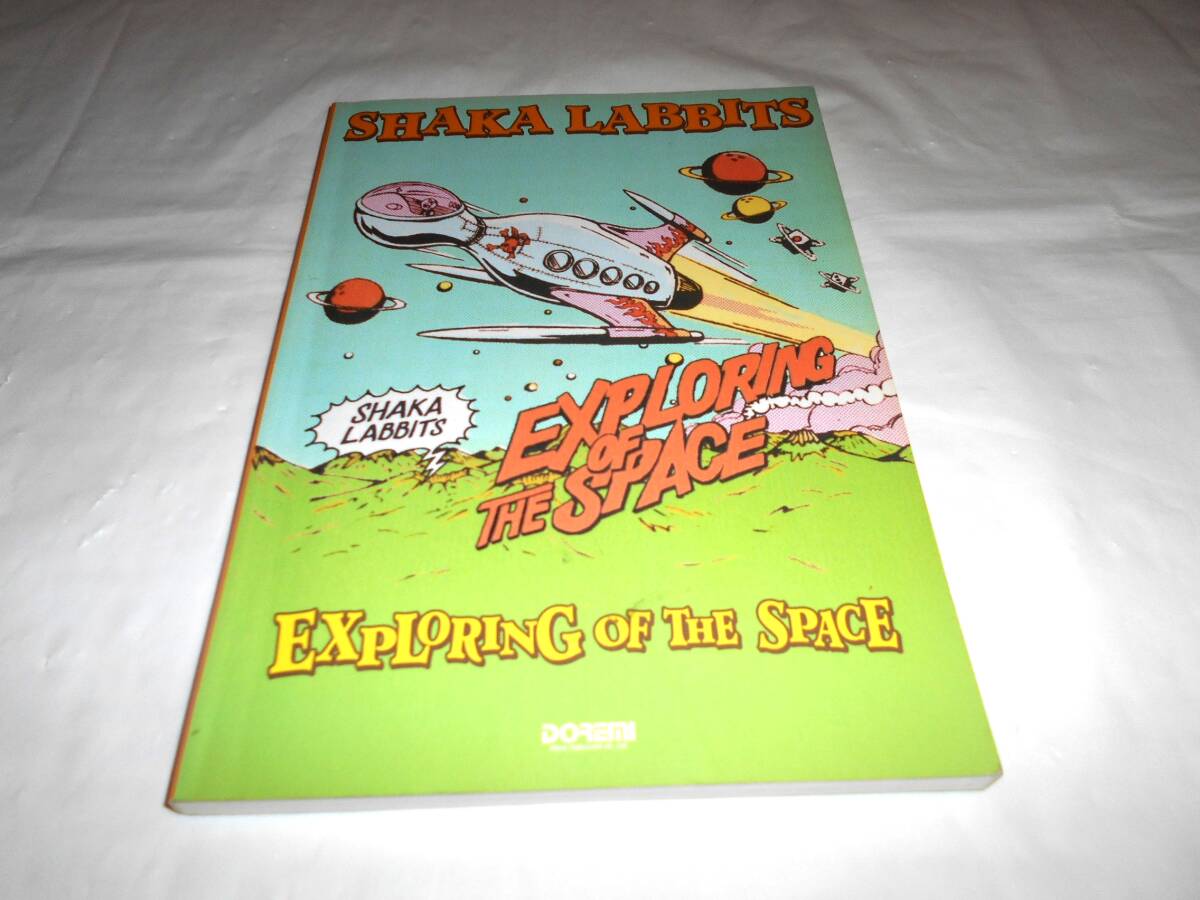 SHAKA LABBITS
SHAKA
LABBITS
EXPLORING
OF
THE SPACE
EXPLORING OF THE SPACE
DOREMI